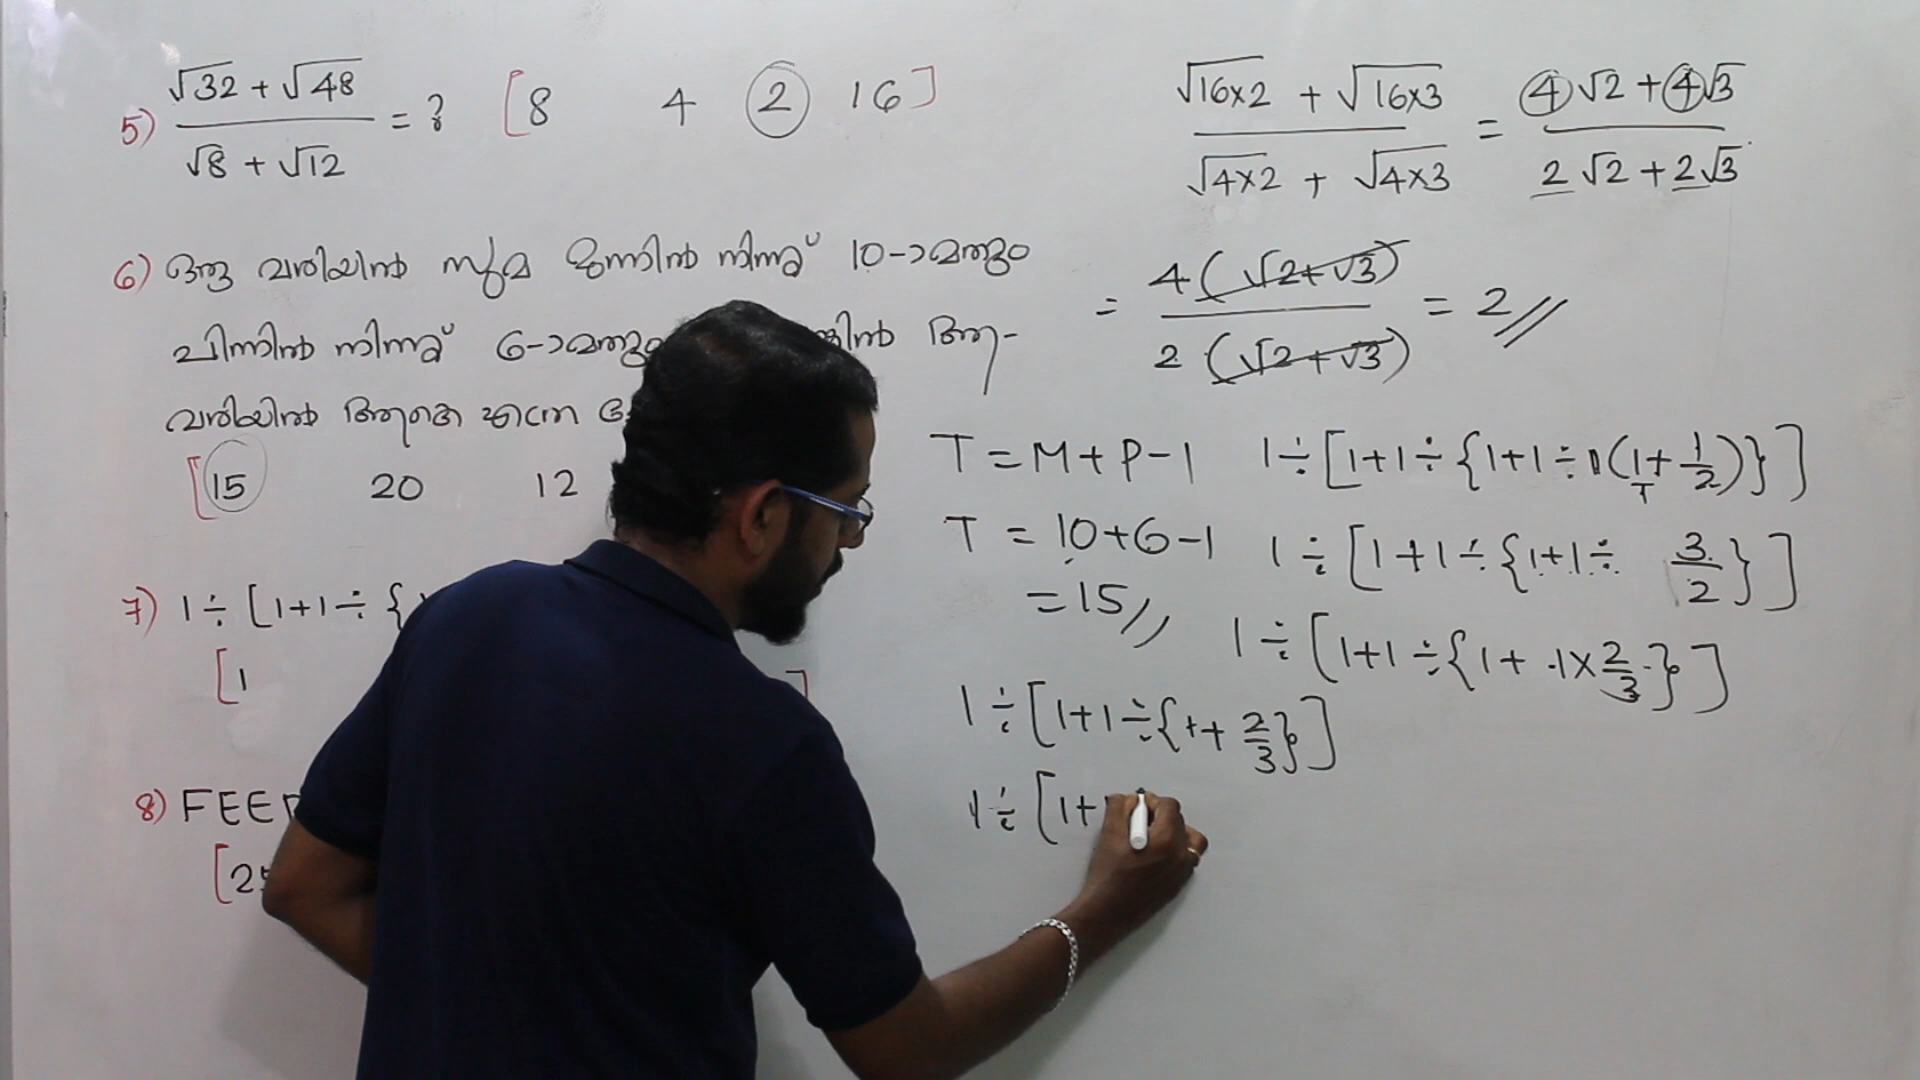 5) (√32 + √48) / (√8 + √12) = ? [8 4 2 16]
6) ഒരു വരിയിൽ സുമ മുന്നിൽ നിന്ന് 10-ാമത്തും
പിന്നിൽ നിന്ന് 6-ാമത്തും ആ-
വരിയിൽ ആകെ എത്ര
[15 20 12
7) 1 ÷ [1+1 ÷ {
[1 ]
8) FEE
[2
(√16×2 + √16×3) / (√4×2 + √4×3) = (4√2 + 4√3) / (2√2 + 2√3)
= 4(√2+√3) / 2(√2+√3) = 2//
T = M + P - 1
T = 10+6-1
= 15//
1 ÷ [1+1 ÷ {1+1 ÷ 1(1+1/2)}]
1 ÷ [1+1 ÷ {1+1 ÷ 3/2}]
1 ÷ [1+1 ÷ {1+ 1×2/3}]
1 ÷ [1+1 ÷ {1+ 2/3}]
1 ÷ [1+